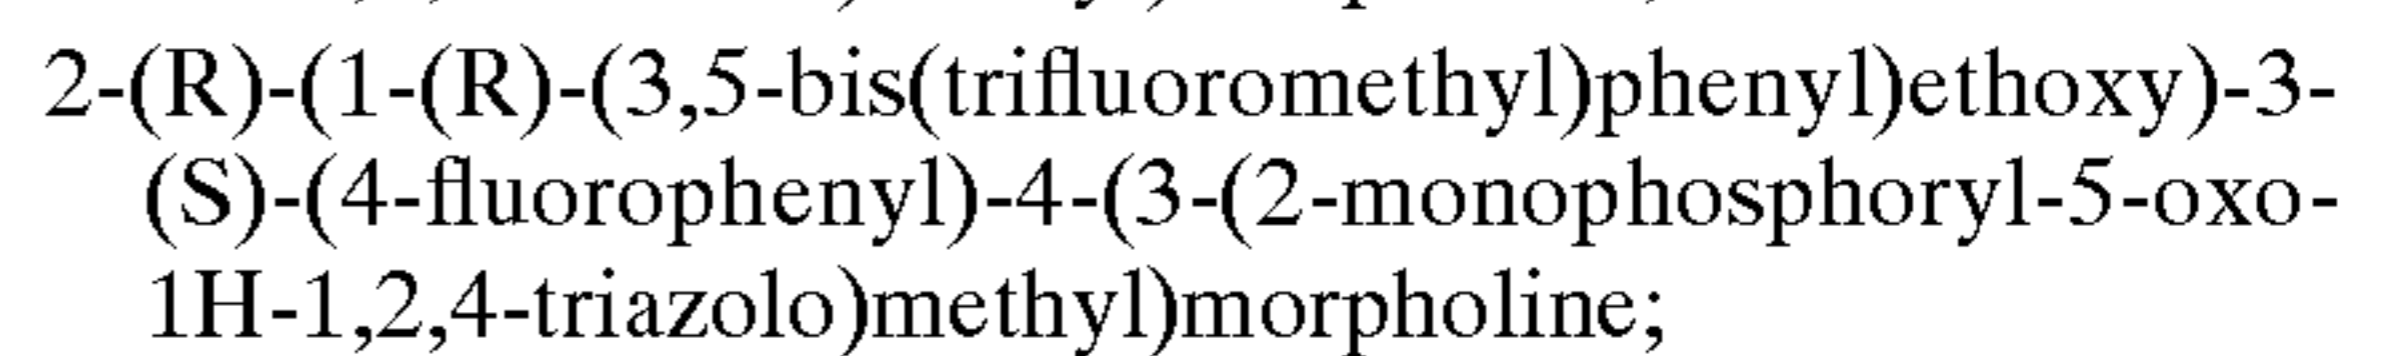 2-(R)-(1-(R)-(3,5-bis(trifluoromethyl)phenyl)ethoxy)-3-
(S)-(4-fluorophenyl)-4-(3-(2-monophosphoryl-5-oxo-
1H-1,2,4-triazolo)methyl)morpholine;